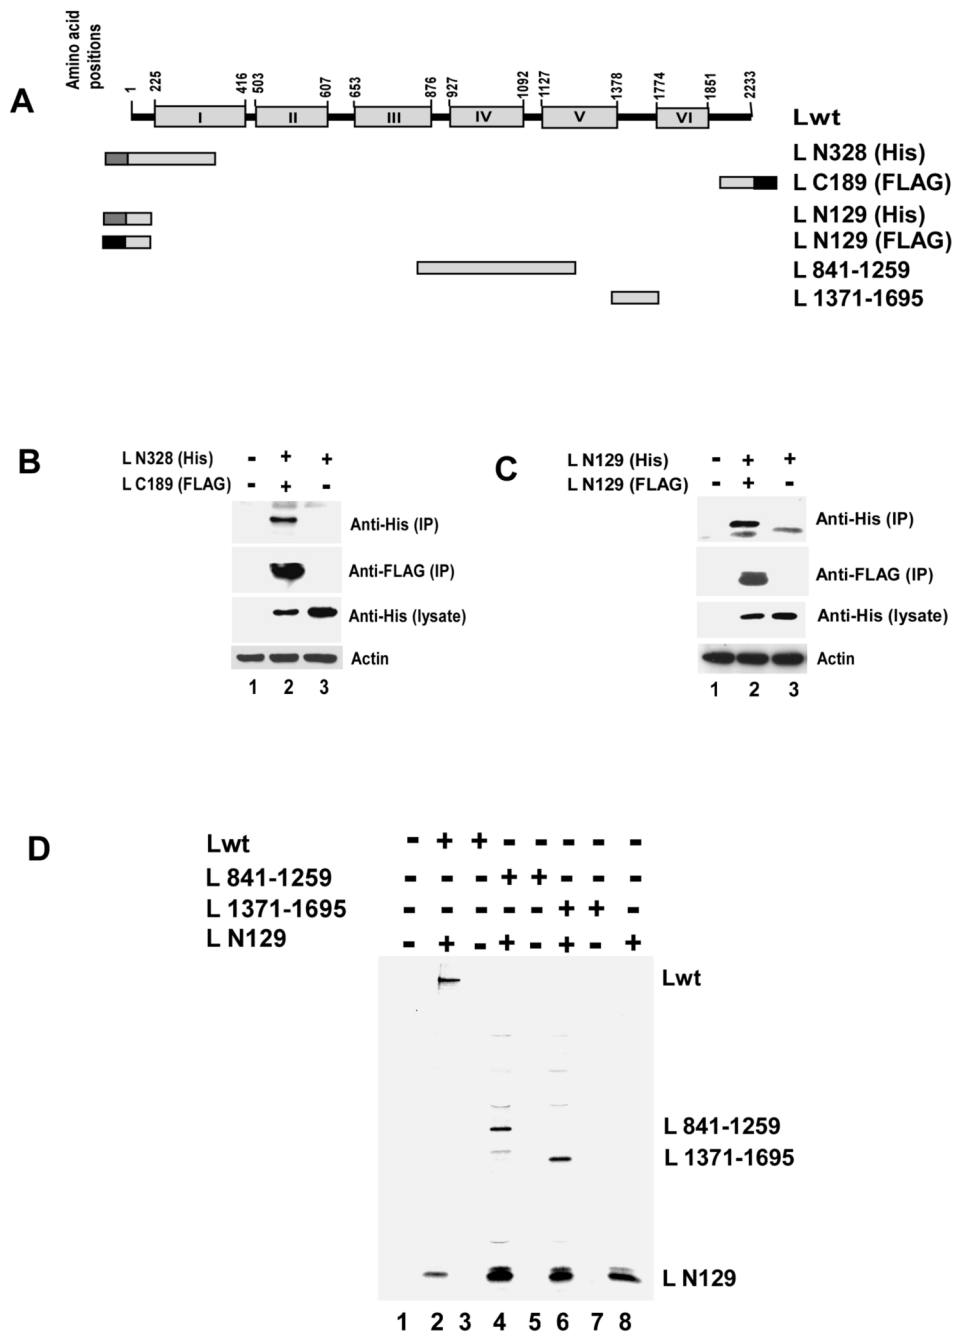 Amino acid
positions
A
1 225 416 503 607 653 876 927 1092 1127 1378 1774 1851 2233
I II III IV V VI Lwt
L N328 (His)
L C189 (FLAG)
L N129 (His)
L N129 (FLAG)
L 841-1259
L 1371-1695
B
L N328 (His) - + +
L C189 (FLAG) - + -
Anti-His (IP)
Anti-FLAG (IP)
Anti-His (lysate)
Actin
1 2 3
C
L N129 (His) - + +
L N129 (FLAG) - + -
Anti-His (IP)
Anti-FLAG (IP)
Anti-His (lysate)
Actin
1 2 3
D
Lwt - + + - - - - -
L 841-1259 - - - + + - - -
L 1371-1695 - - - - - + + -
L N129 - + - + - + - +
Lwt
L 841-1259
L 1371-1695
L N129
1 2 3 4 5 6 7 8